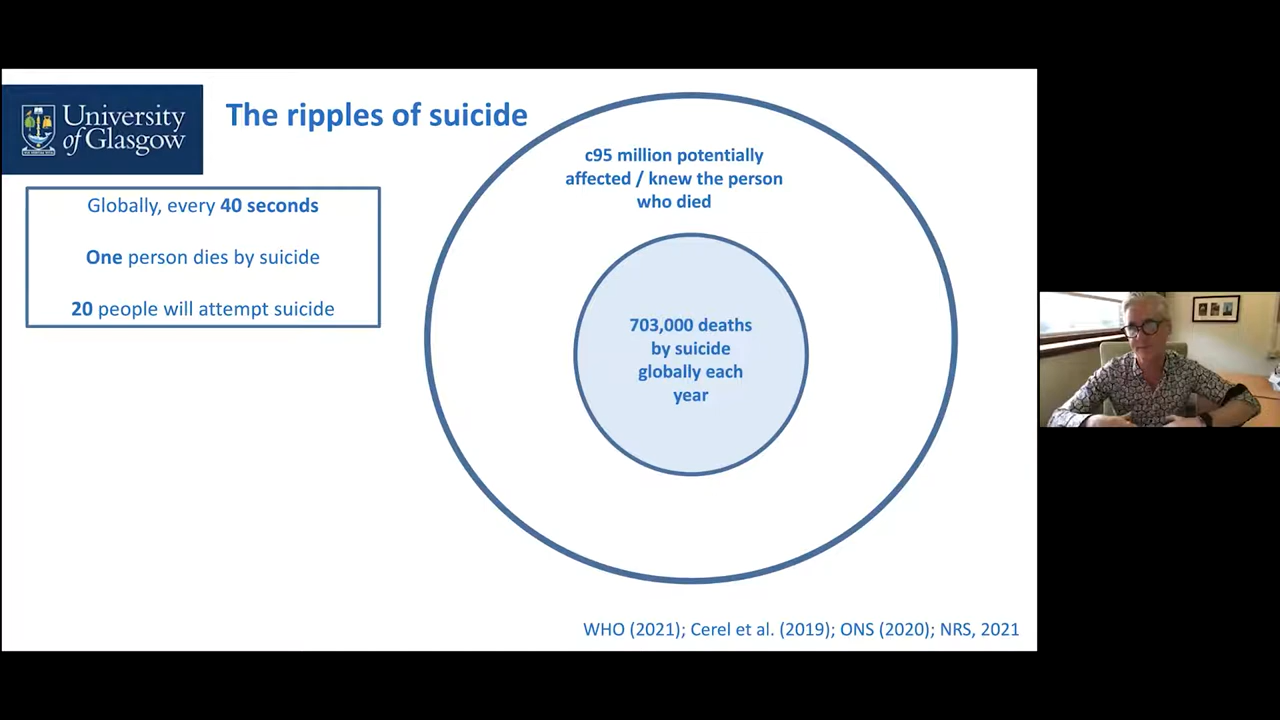 University
of Glasgow
The ripples of suicide
Globally, every 40 seconds
One person dies by suicide
20 people will attempt suicide
c95 million potentially
affected / knew the person
who died
703,000 deaths
by suicide
globally each
year
WHO (2021); Cerel et al. (2019); ONS (2020); NRS, 2021